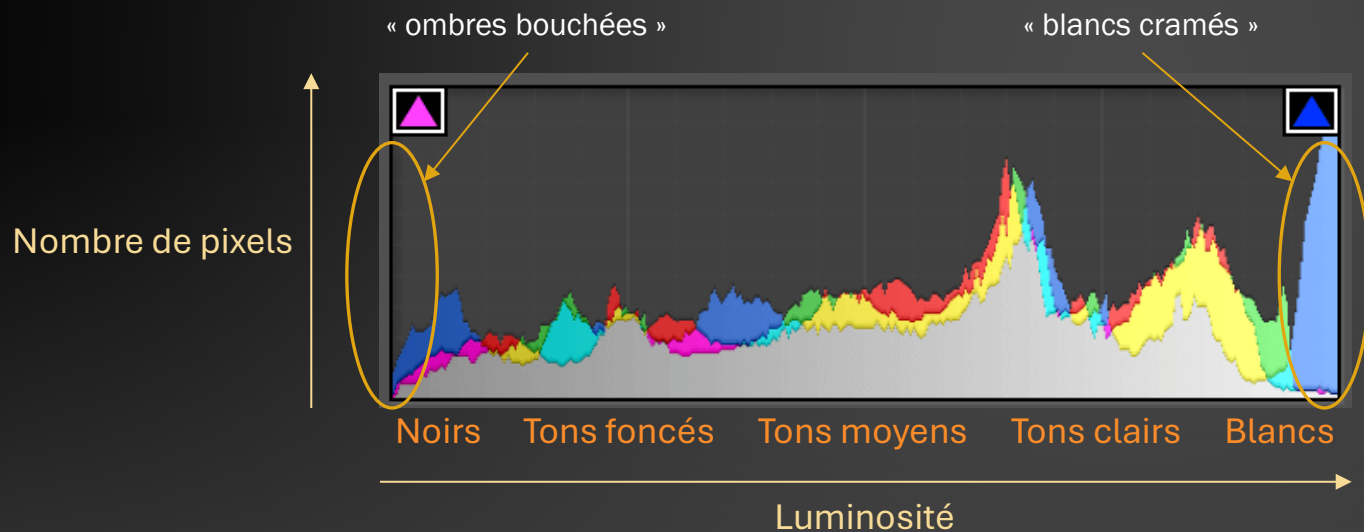 « ombres bouchées »
« blancs cramés »
Nombre de pixels
Noirs
Tons foncés
Tons moyens
Tons clairs
Blancs
Luminosité